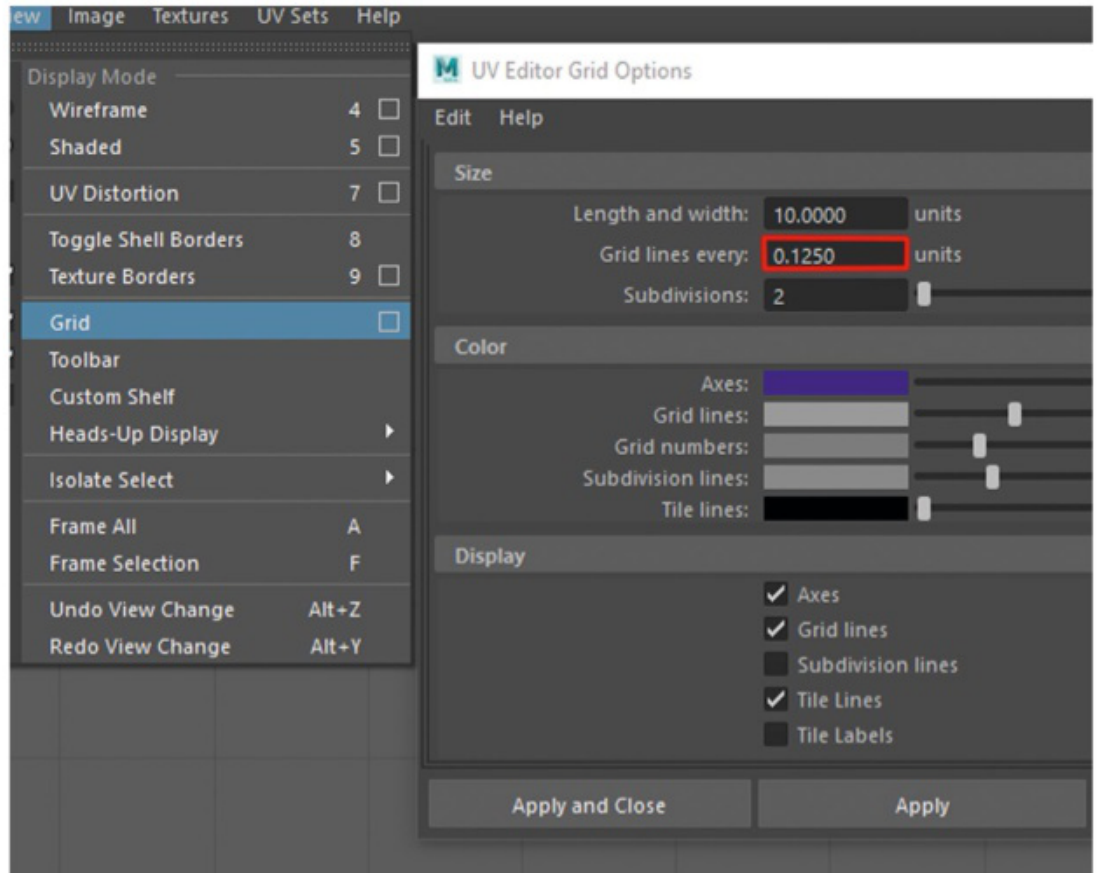 ew Image Textures UV Sets Help
Display Mode
Wireframe 4
Shaded 5
UV Distortion 7
Toggle Shell Borders 8
Texture Borders 9
Grid
Toolbar
Custom Shelf
Heads-Up Display
Isolate Select
Frame All A
Frame Selection F
Undo View Change Alt+Z
Redo View Change Alt+Y
M UV Editor Grid Options
Edit Help
Size
Length and width: 10.0000 units
Grid lines every: 0.1250 units
Subdivisions: 2
Color
Axes:
Grid lines:
Grid numbers:
Subdivision lines:
Tile lines:
Display
Axes
Grid lines
Subdivision lines
Tile Lines
Tile Labels
Apply and Close Apply